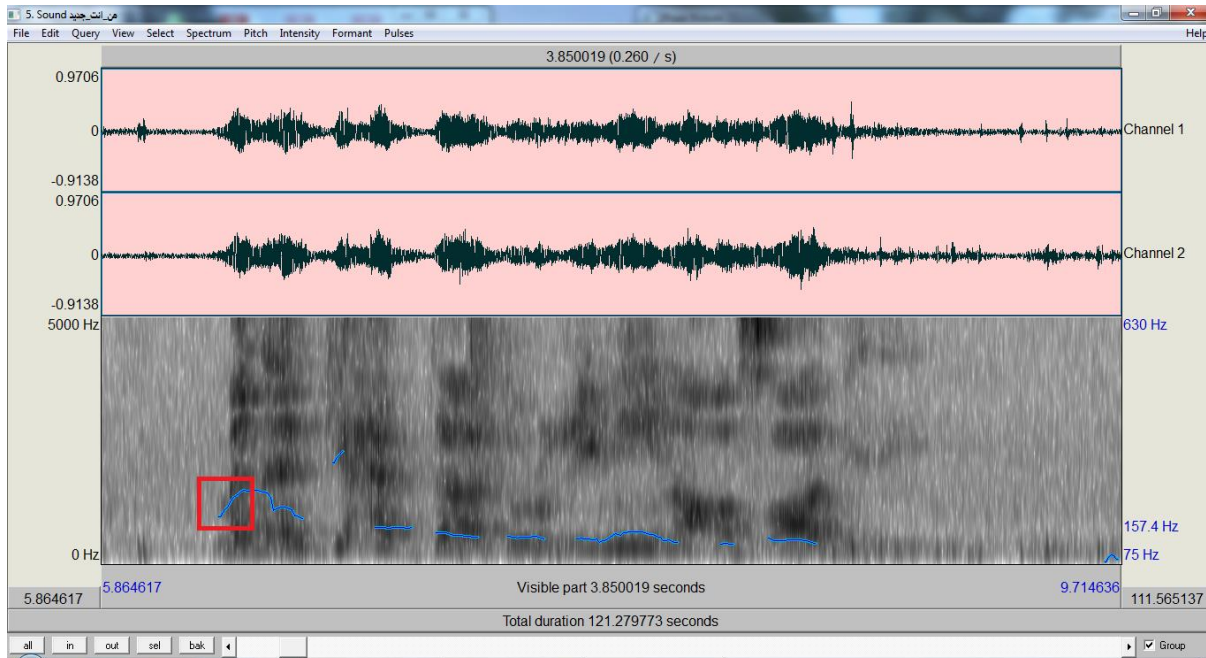 5. Sound هن_انت_جديد
File Edit Query View Select Spectrum Pitch Intensity Formant Pulses Help
3.850019 (0.260 / s)
0.9706
0
-0.9138
Channel 1
0.9706
0
-0.9138
Channel 2
5000 Hz
0 Hz
630 Hz
157.4 Hz
75 Hz
5.864617 5.864617 Visible part 3.850019 seconds 9.714636 111.565137
Total duration 121.279773 seconds
all in out sel bak Group